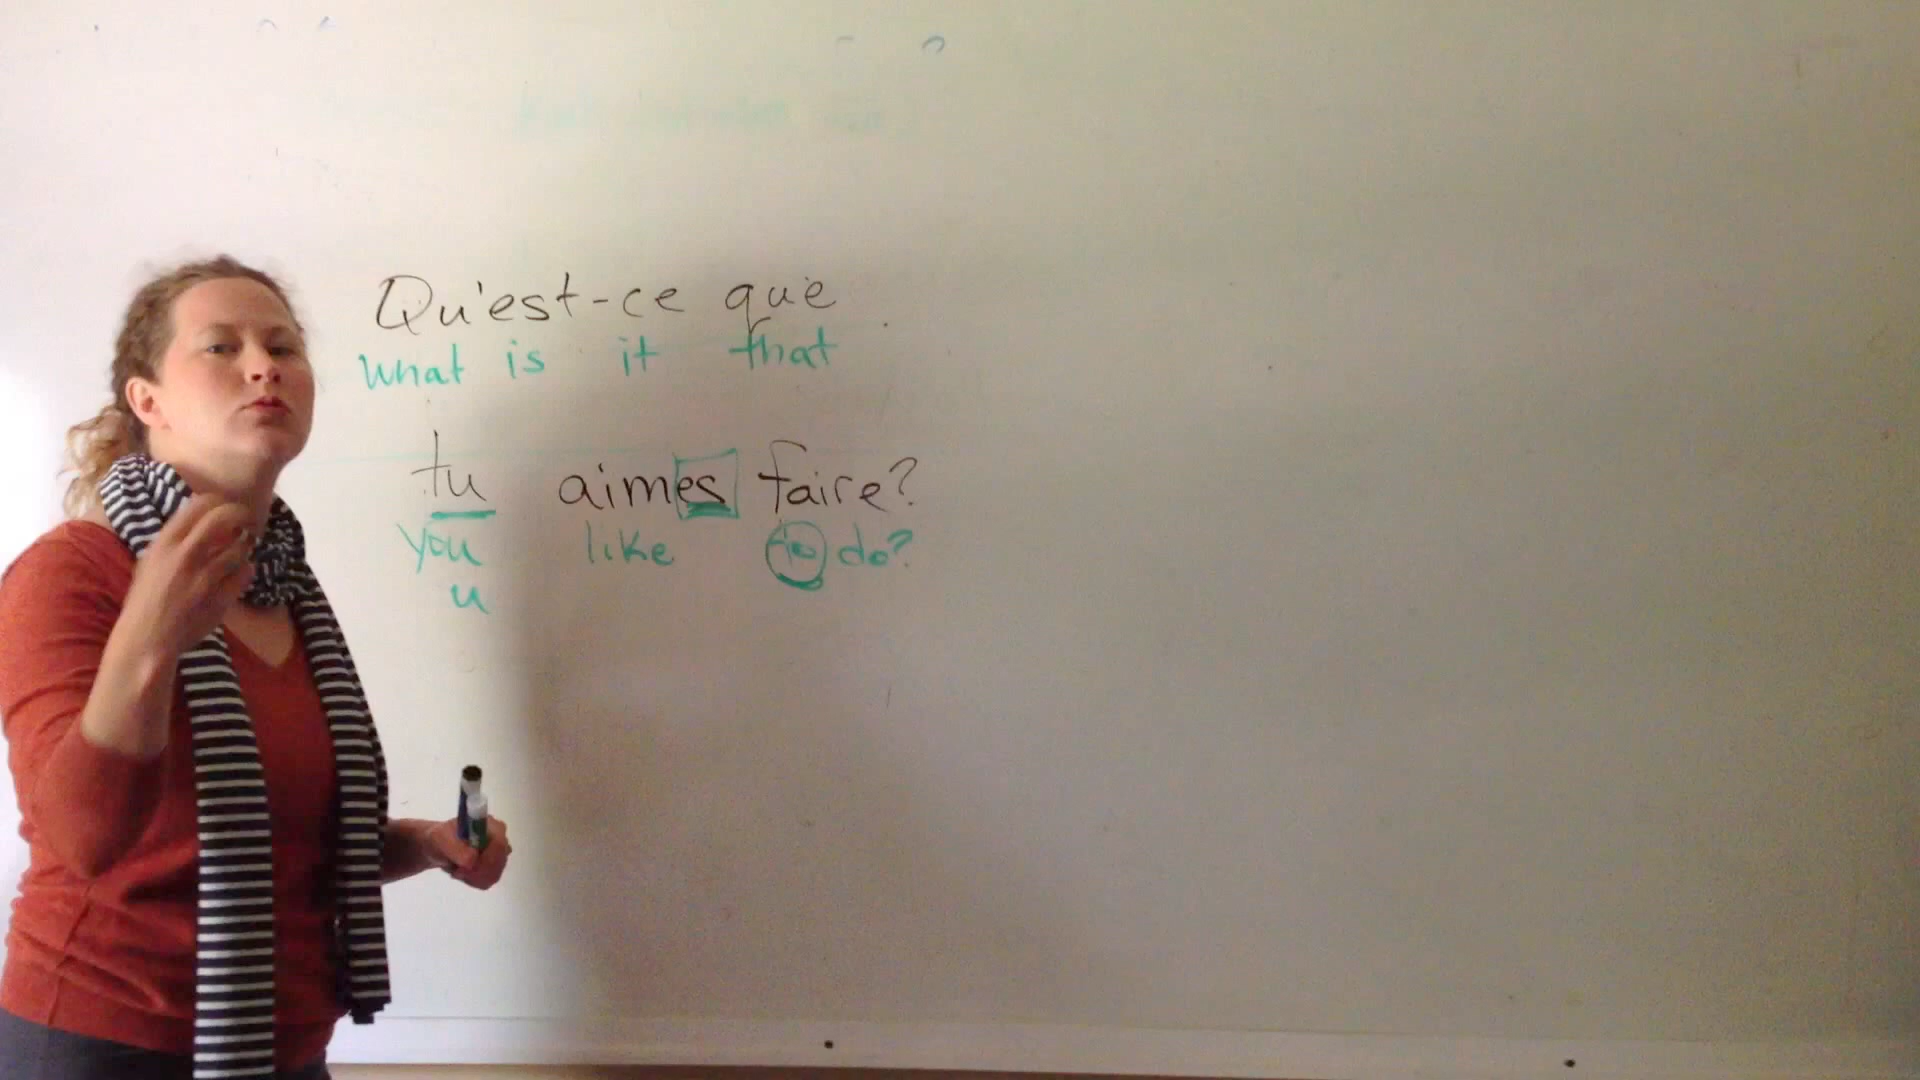 Qu'est-ce que
what is it that
tu aimes faire?
you like to do?
u